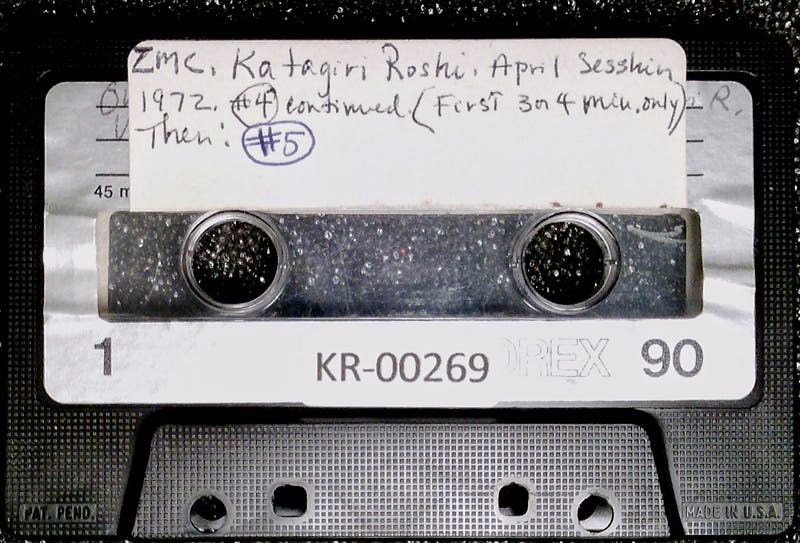 ZMC. Katagiri Roshi. April Sesshin
1972. #4 continued. (First 3 or 4 min. only) R.
Then: #5
45 m
1 KR-00269 OREX 90
PAT. PEND. MADE IN U.S.A.